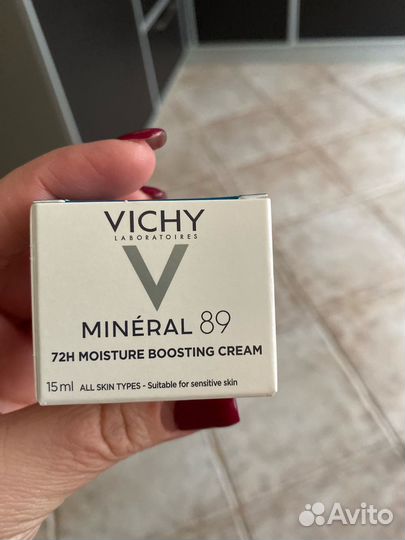 VICHY
LABORATOIRES
V
MINÉRAL 89
72H MOISTURE BOOSTING CREAM
15 ml ALL SKIN TYPES - Suitable for sensitive skin
Avito